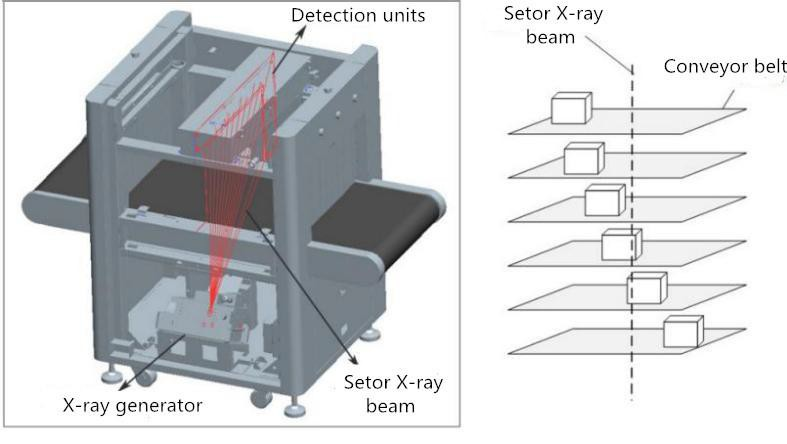 Detection units
X-ray generator
Setor X-ray
beam
Setor X-ray
beam
Conveyor belt